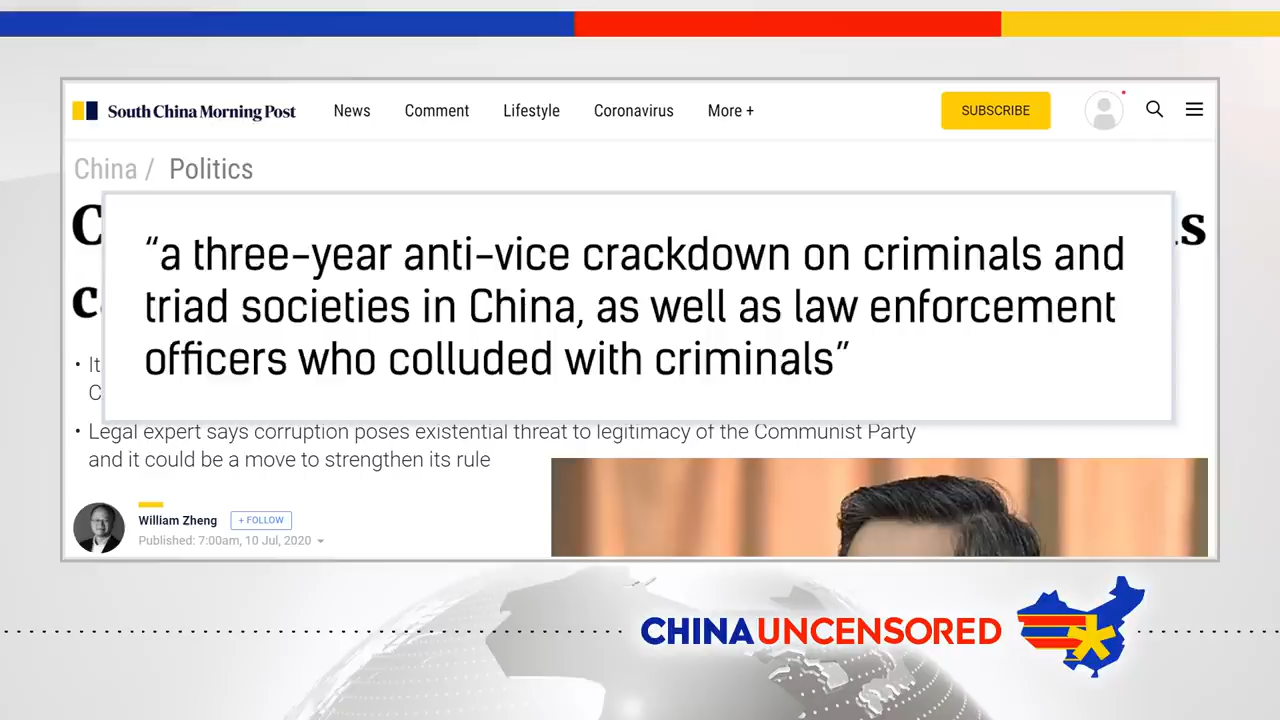 South China Morning Post News Comment Lifestyle Coronavirus More + SUBSCRIBE
China / Politics
“a three-year anti-vice crackdown on criminals and
triad societies in China, as well as law enforcement
officers who colluded with criminals”
• It
• Legal expert says corruption poses existential threat to legitimacy of the Communist Party
and it could be a move to strengthen its rule
William Zheng + FOLLOW
Published: 7:00am, 10 Jul, 2020
CHINA UNCENSORED